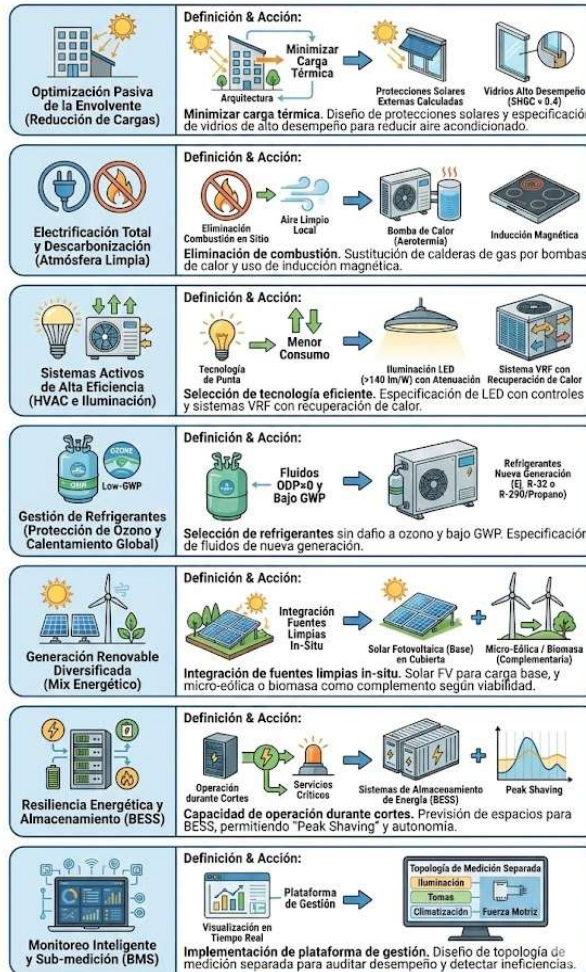 Optimización Pasiva
de la Envolvente
(Reducción de Cargas)
Definición & Acción:
Arquitectura
Minimizar
Carga
Térmica
Protecciones Solares
Externas Calculadas
Vidrios Alto Desempeño
(SHGC < 0.4)
Minimizar carga térmica. Diseño de protecciones solares y especificación
de vidrios de alto desempeño para reducir aire acondicionado.
Electrificación Total
y Descarbonización
(Atmósfera Limpia)
Definición & Acción:
Eliminación
Combustión en Sitio
Aire Limpio
Local
Bomba de Calor
(Aerotermia)
Inducción Magnética
Eliminación de combustión. Sustitución de calderas de gas por bombas
de calor y uso de inducción magnética.
Sistemas Activos
de Alta Eficiencia
(HVAC e Iluminación)
Definición & Acción:
Tecnología
de Punta
Menor
Consumo
Iluminación LED
(>140 lm/W) con Atenuación
Sistema VRF con
Recuperación de Calor
Selección de tecnología eficiente. Especificación de LED con controles
y sistemas VRF con recuperación de calor.
OZONE
Low-GWP
Gestión de Refrigerantes
(Protección de Ozono y
Calentamiento Global)
Definición & Acción:
Fluidos
ODP=0 y
Bajo GWP
Refrigerantes
Nueva Generación
(Ej. R-32 o
R-290/Propano)
Selección de refrigerantes sin daño a ozono y bajo GWP. Especificación
de fluidos de nueva generación.
Generación Renovable
Diversificada
(Mix Energético)
Definición & Acción:
Integración
Fuentes
Limpias
In-Situ
Solar Fotovoltaica (Base)
en Cubierta
+
Micro-Eólica / Biomasa
(Complementaria)
Integración de fuentes limpias in-situ. Solar FV para carga base, y
micro-eólica o biomasa como complemento según viabilidad.
Resiliencia Energética y
Almacenamiento (BESS)
Definición & Acción:
Operación
durante Cortes
Servicios
Críticos
Sistemas de Almacenamiento
de Energía (BESS)
+
Peak Shaving
Capacidad de operación durante cortes. Previsión de espacios para
BESS, permitiendo "Peak Shaving" y autonomía.
Monitoreo Inteligente
y Sub-medición (BMS)
Definición & Acción:
Visualización en
Tiempo Real
Plataforma
de Gestión
Topología de Medición Separada
Iluminación
Tomas
Climatización
Fuerza Motriz
Implementación de plataforma de gestión. Diseño de topología de
medición separada para auditar desempeño y detectar ineficiencias.